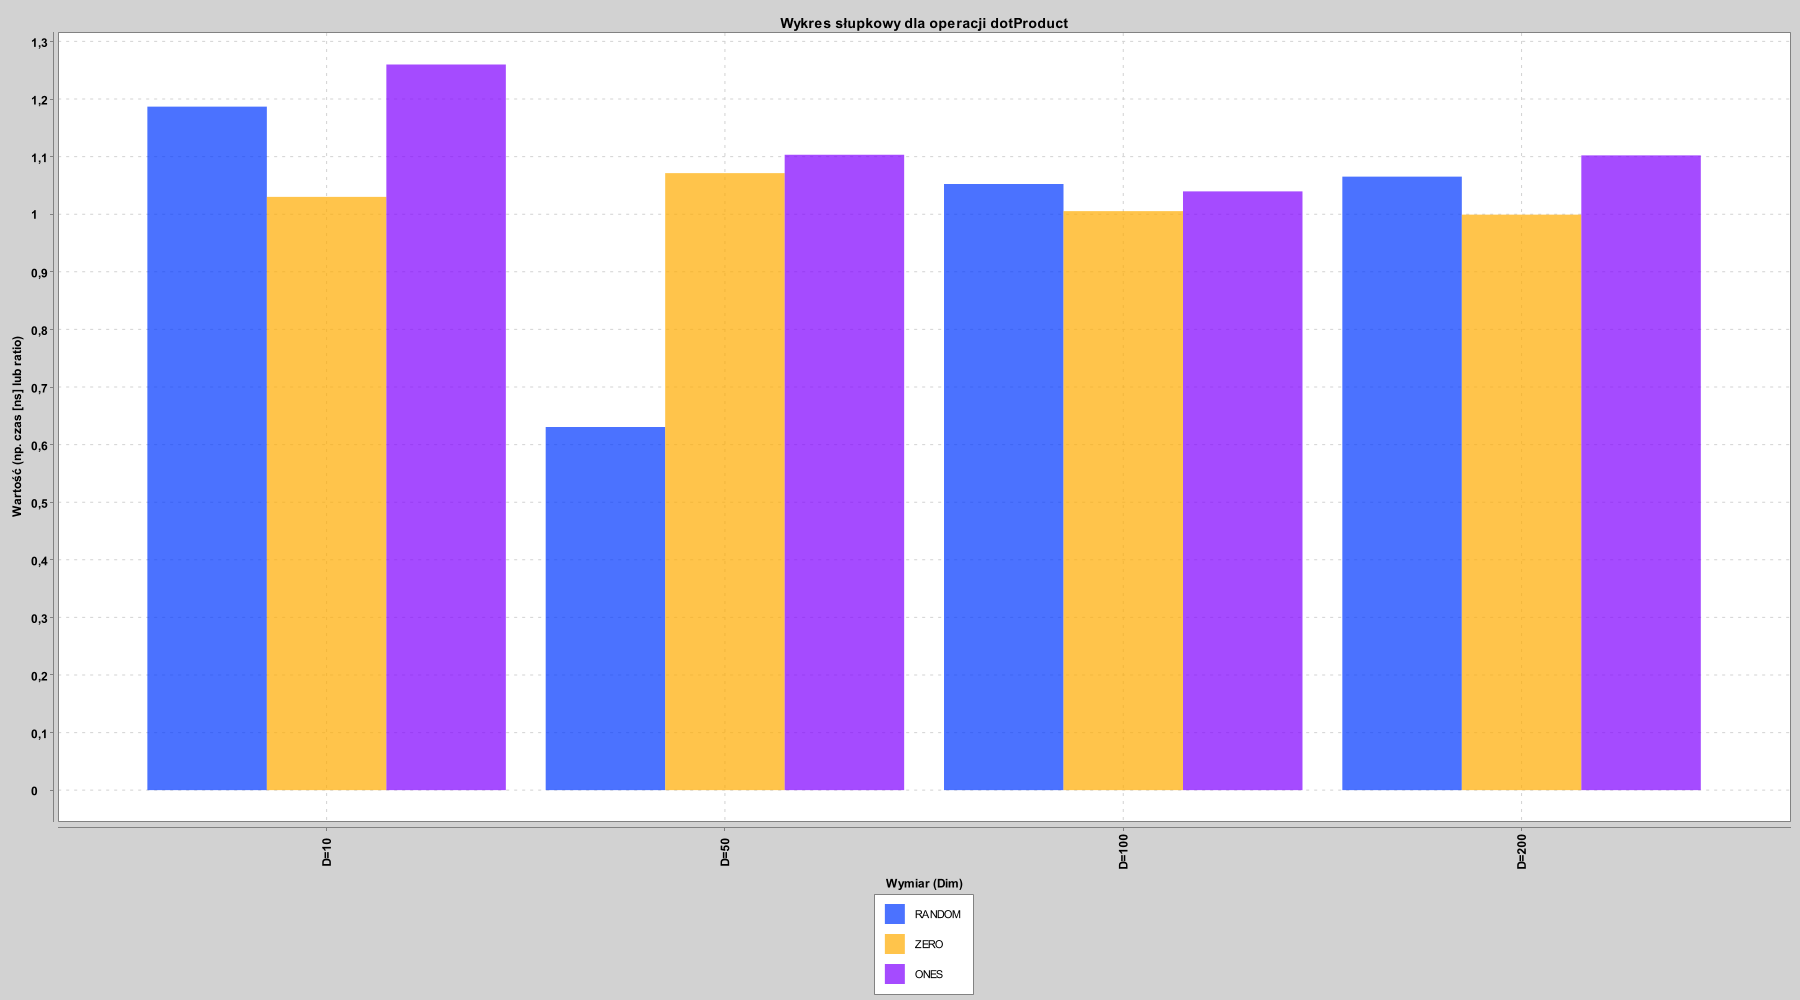 Wykres słupkowy dla operacji dotProduct
1,3
1,2
1,1
1
0,9
0,8
0,7
0,6
0,5
0,4
0,3
0,2
0,1
0
Wartość (np. czas [ns] lub ratio)
D=10
D=50
D=100
D=200
Wymiar (Dim)
RANDOM
ZERO
ONES